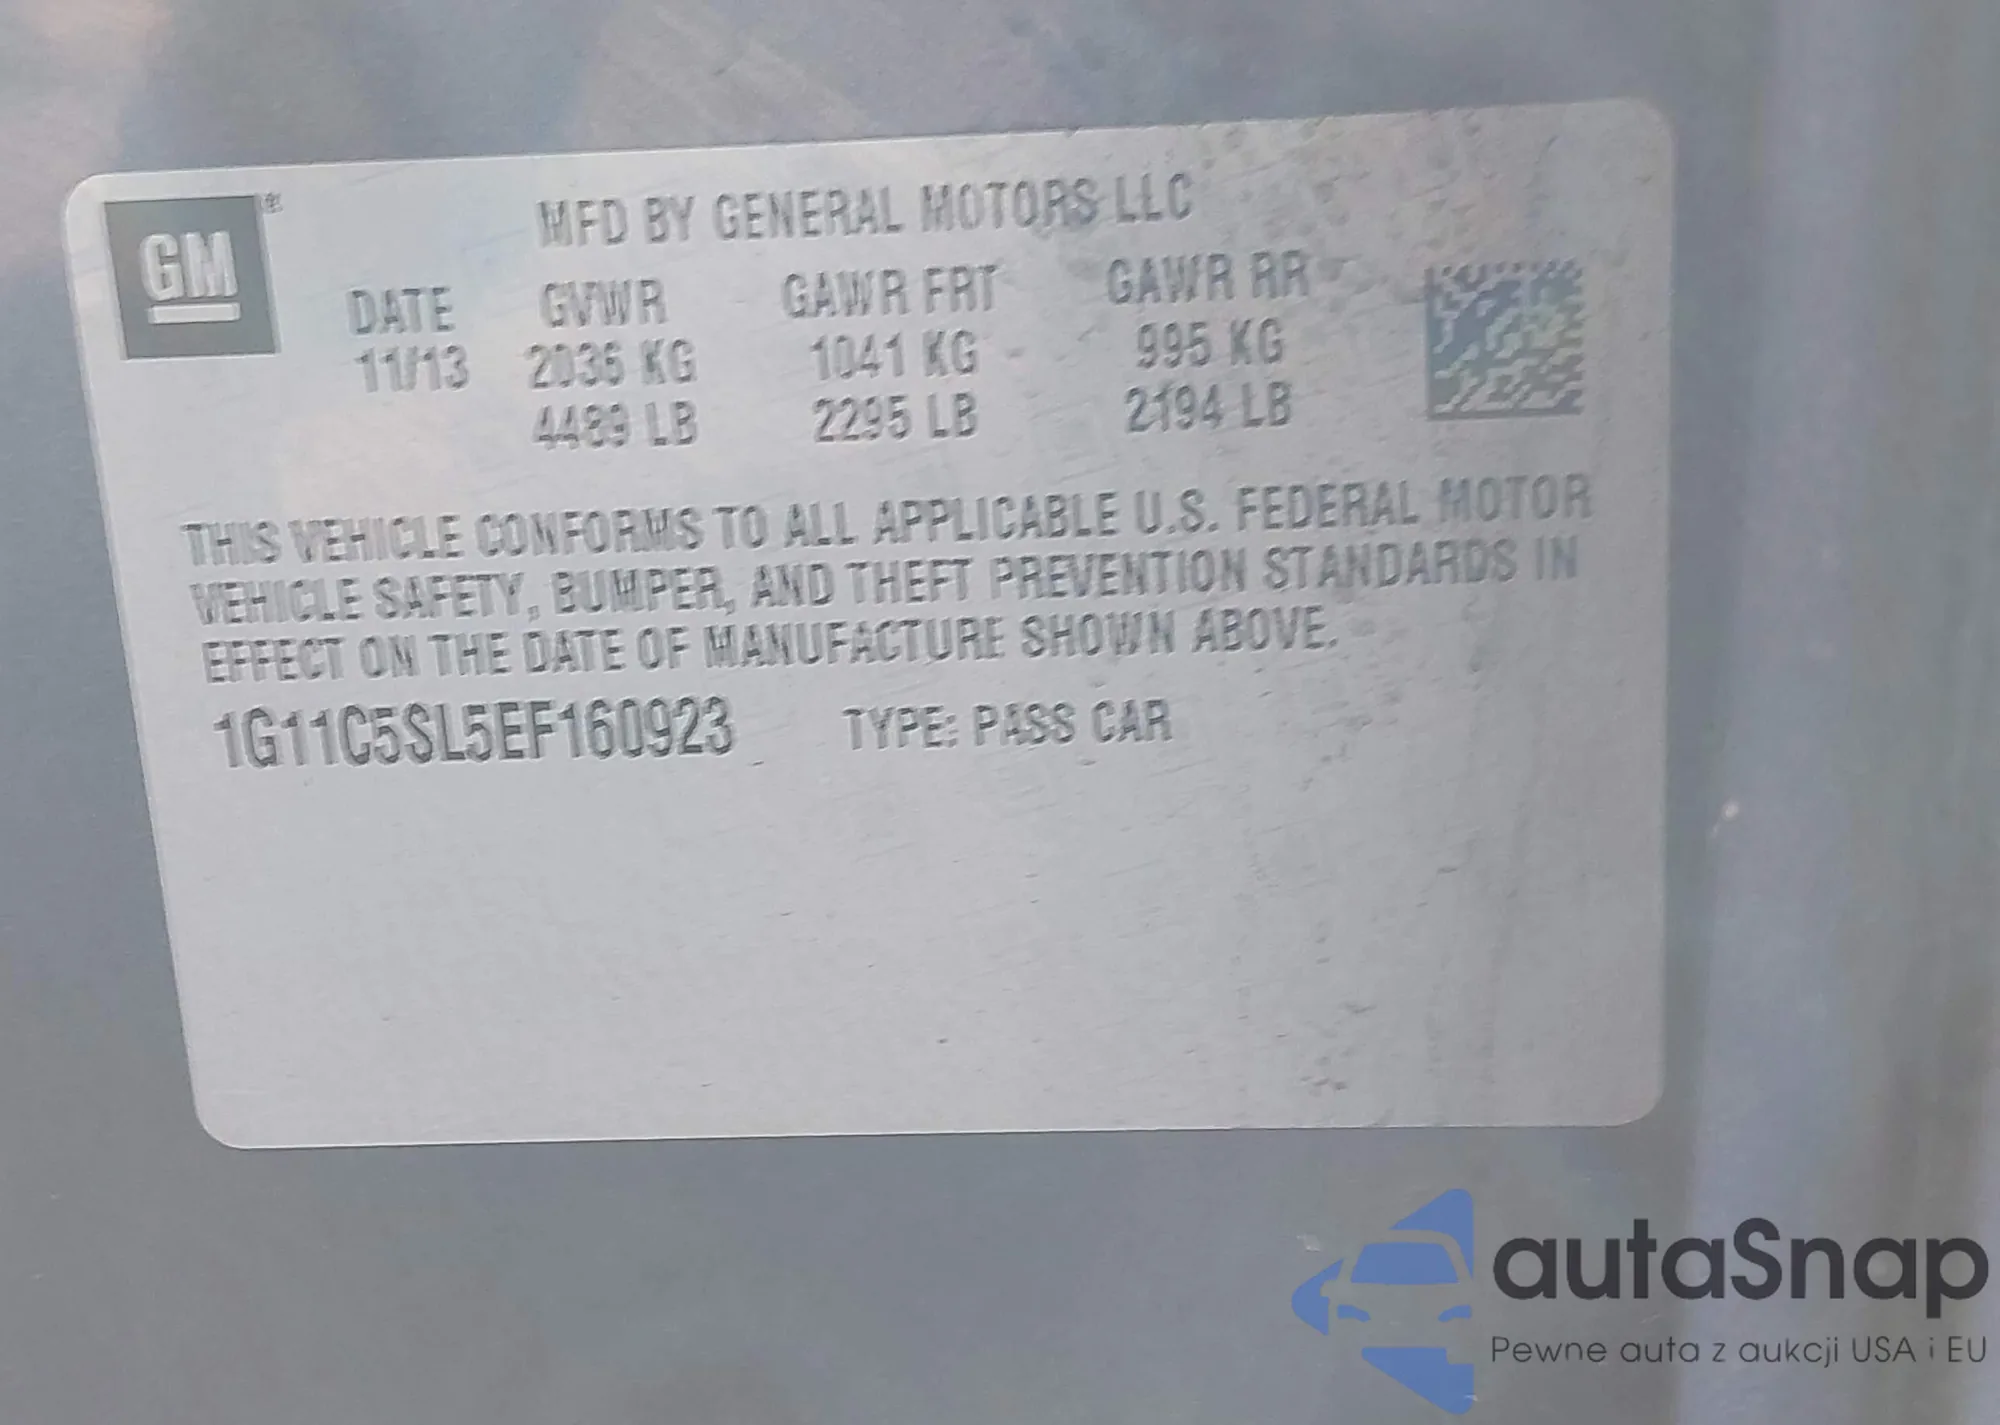 GM®
MFD BY GENERAL MOTORS LLC
DATE GVWR GAWR FRT GAWR RR
11/13 2036 KG 1041 KG 995 KG
4489 LB 2295 LB 2194 LB
THIS VEHICLE CONFORMS TO ALL APPLICABLE U.S. FEDERAL MOTOR
VEHICLE SAFETY, BUMPER, AND THEFT PREVENTION STANDARDS IN
EFFECT ON THE DATE OF MANUFACTURE SHOWN ABOVE.
1G11C5SL5EF160923 TYPE: PASS CAR
autaSnap
Pewne auta z aukcji USA i EU